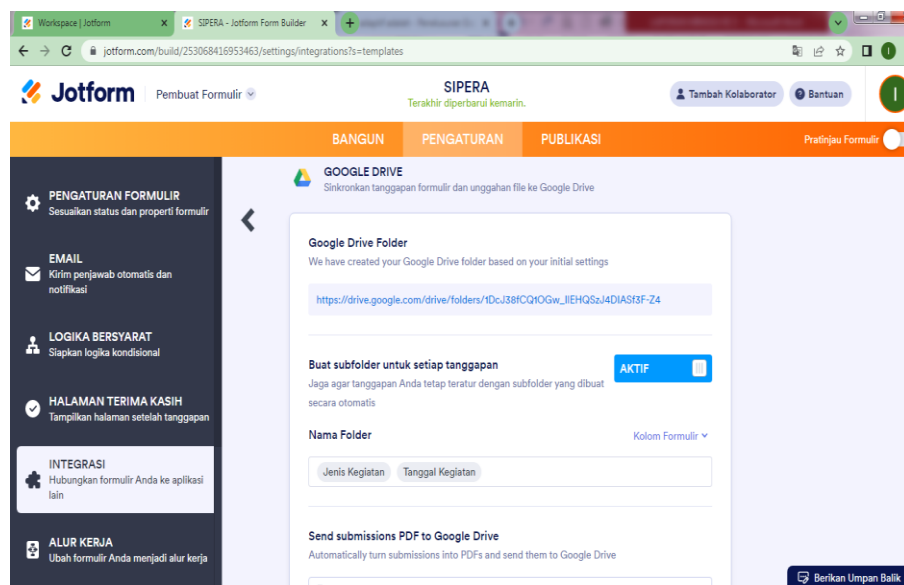 Workspace | Jotform
SIPERA - Jotform Form Builder
jotform.com/build/253068416953463/settings/integrations?s=templates
Jotform
Pembuat Formulir
SIPERA
Terakhir diperbarui kemarin.
Tambah Kolaborator
Bantuan
I
BANGUN
PENGATURAN
PUBLIKASI
Pratinjau Formulir
PENGATURAN FORMULIR
Sesuaikan status dan properti formulir
EMAIL
Kirim penjawab otomatis dan
notifikasi
LOGIKA BERSYARAT
Siapkan logika kondisional
HALAMAN TERIMA KASIH
Tampilkan halaman setelah tanggapan
INTEGRASI
Hubungkan formulir Anda ke aplikasi
lain
ALUR KERJA
Ubah formulir Anda menjadi alur kerja
GOOGLE DRIVE
Sinkronkan tanggapan formulir dan unggahan file ke Google Drive
Google Drive Folder
We have created your Google Drive folder based on your initial settings
https://drive.google.com/drive/folders/1DcJ38fCQ1OGw_IlEHQSzJ4DIASf3F-Z4
Buat subfolder untuk setiap tanggapan
AKTIF
Jaga agar tanggapan Anda tetap teratur dengan subfolder yang dibuat
secara otomatis
Nama Folder
Kolom Formulir
Jenis Kegiatan
Tanggal Kegiatan
Send submissions PDF to Google Drive
Automatically turn submissions into PDFs and send them to Google Drive
Berikan Umpan Balik